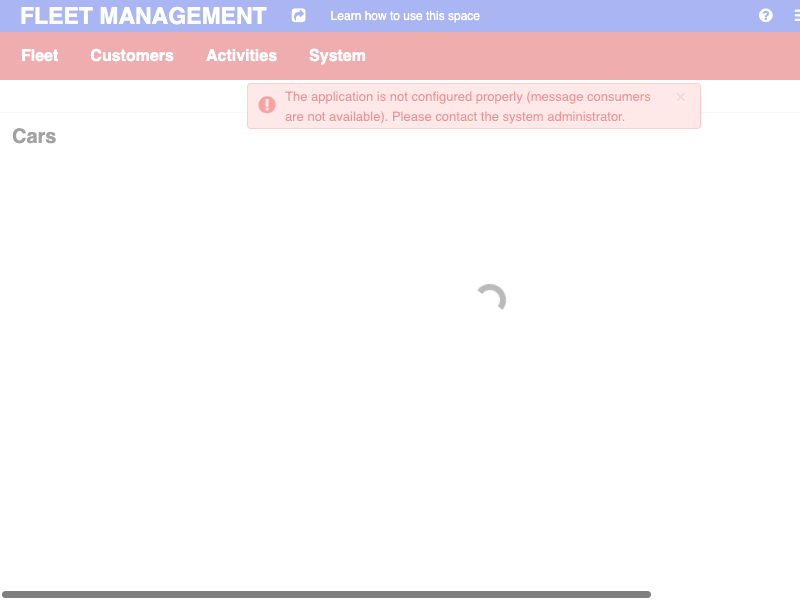 FLEET MANAGEMENT
Learn how to use this space
Fleet Customers Activities System
The application is not configured properly (message consumers
are not available). Please contact the system administrator.
Cars